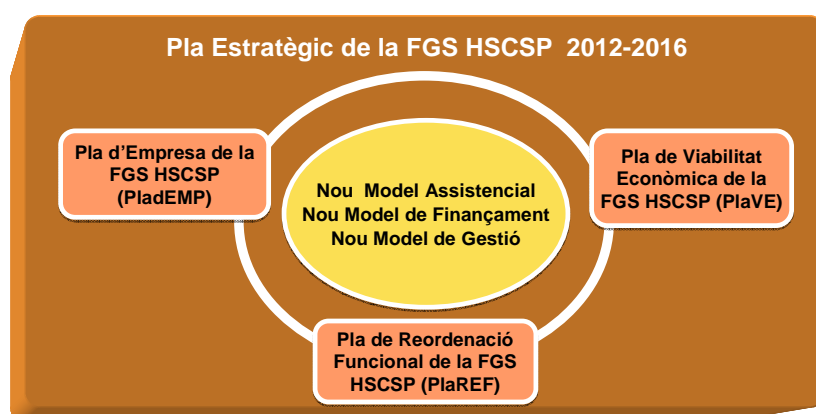 Pla Estratègic de la FGS HSCSP 2012-2016
Pla d'Empresa de la
FGS HSCSP
(PladEMP)
Nou Model Assistencial
Nou Model de Finançament
Nou Model de Gestió
Pla de Viabilitat
Econòmica de la
FGS HSCSP (PlaVE)
Pla de Reordenació
Funcional de la FGS
HSCSP (PlaREF)